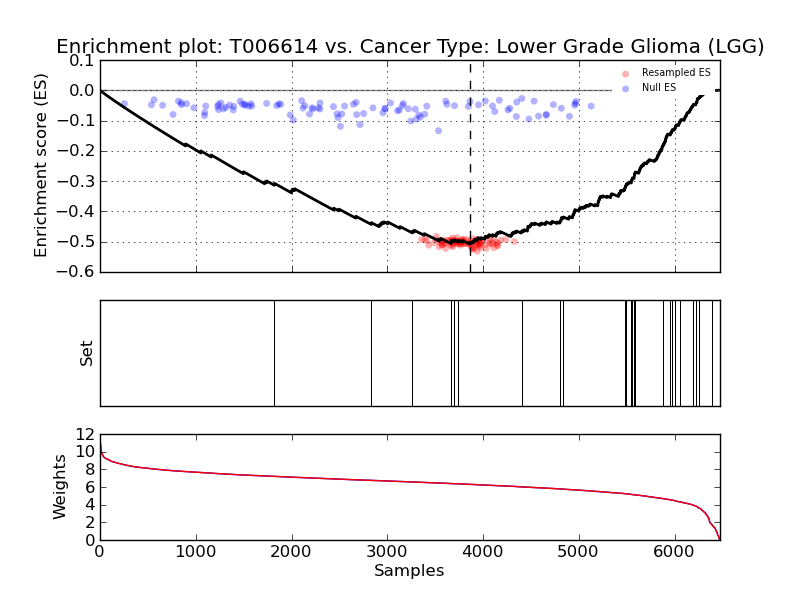 Enrichment plot: T006614 vs. Cancer Type: Lower Grade Glioma (LGG)
Enrichment score (ES)
0.1
0.0
−0.1
−0.2
−0.3
−0.4
−0.5
−0.6
Resampled ES
Null ES
Set
Weights
12
10
8
6
4
2
0
0 1000 2000 3000 4000 5000 6000
Samples